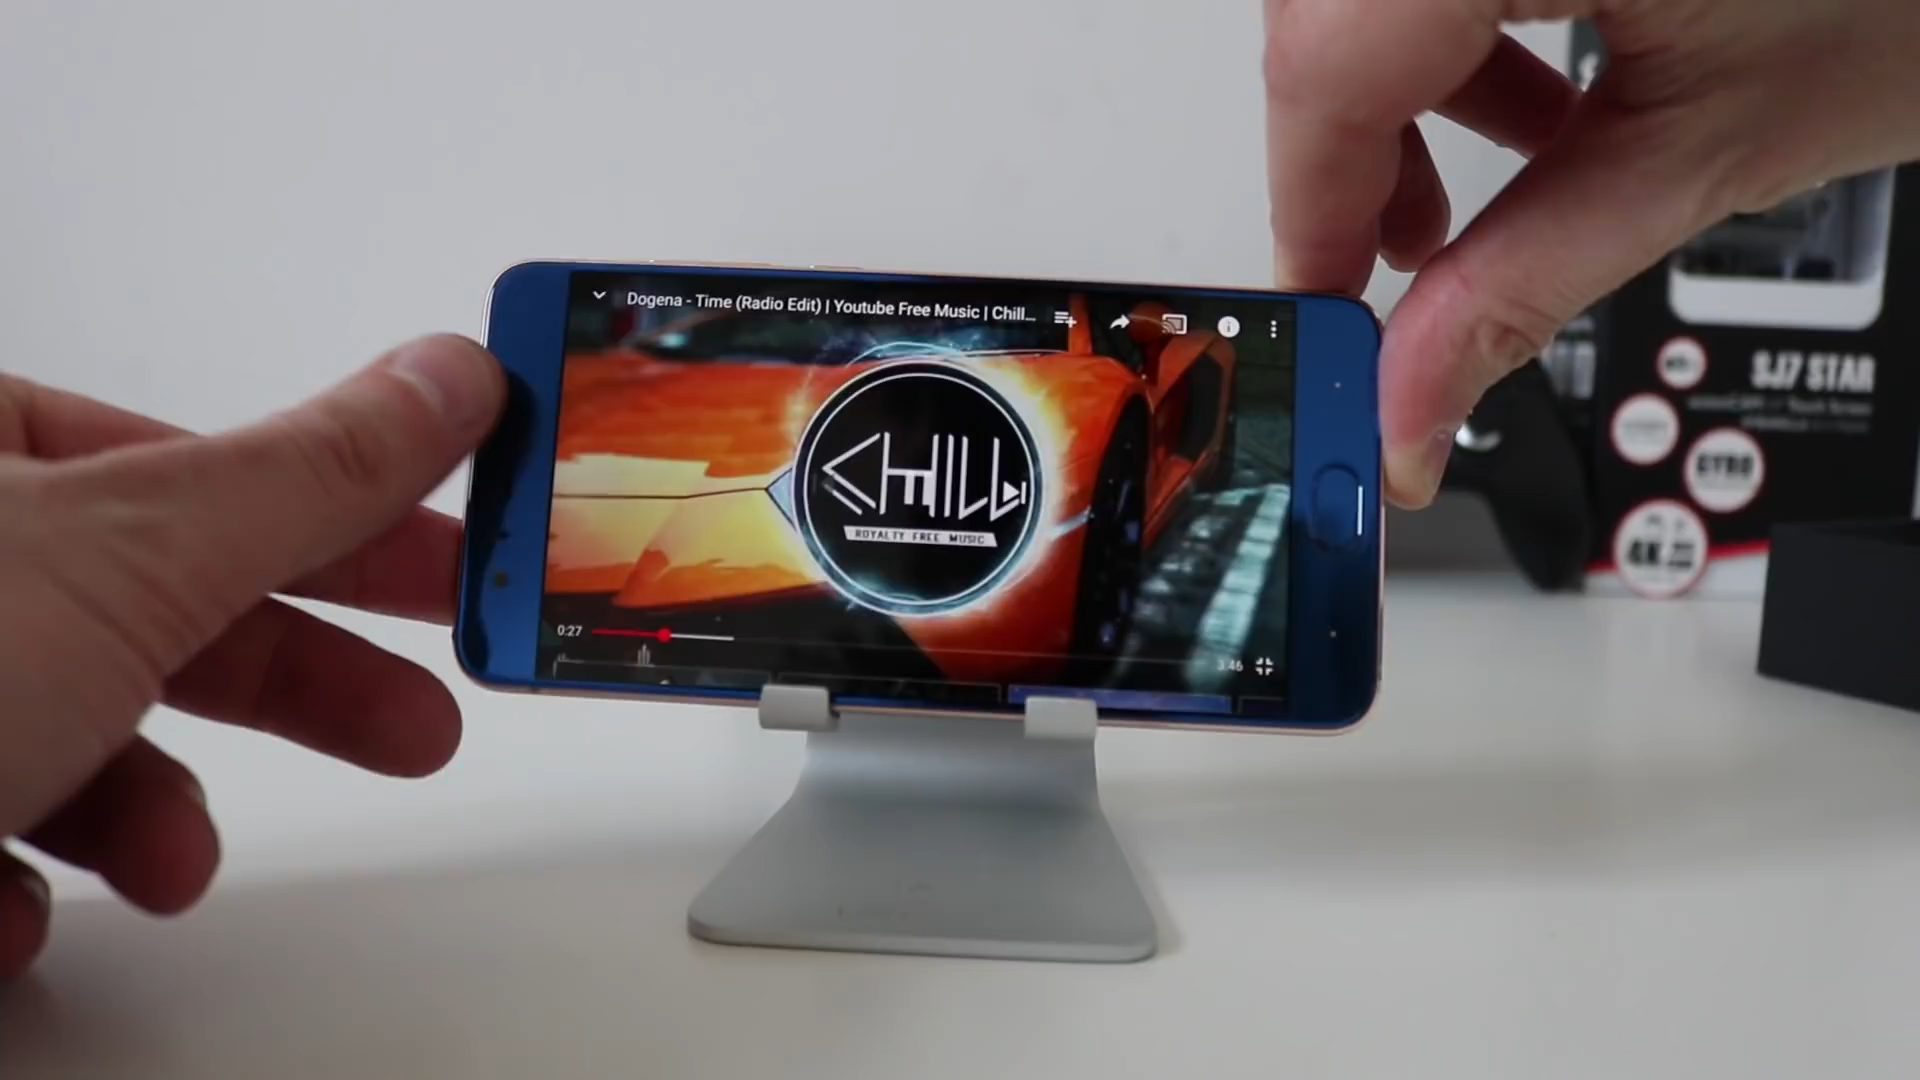 Dogena - Time (Radio Edit) | Youtube Free Music | Chill...
CHILL
ROYALTY FREE MUSIC
0:27
3:46
SJ7 STAR
GYRO
4K